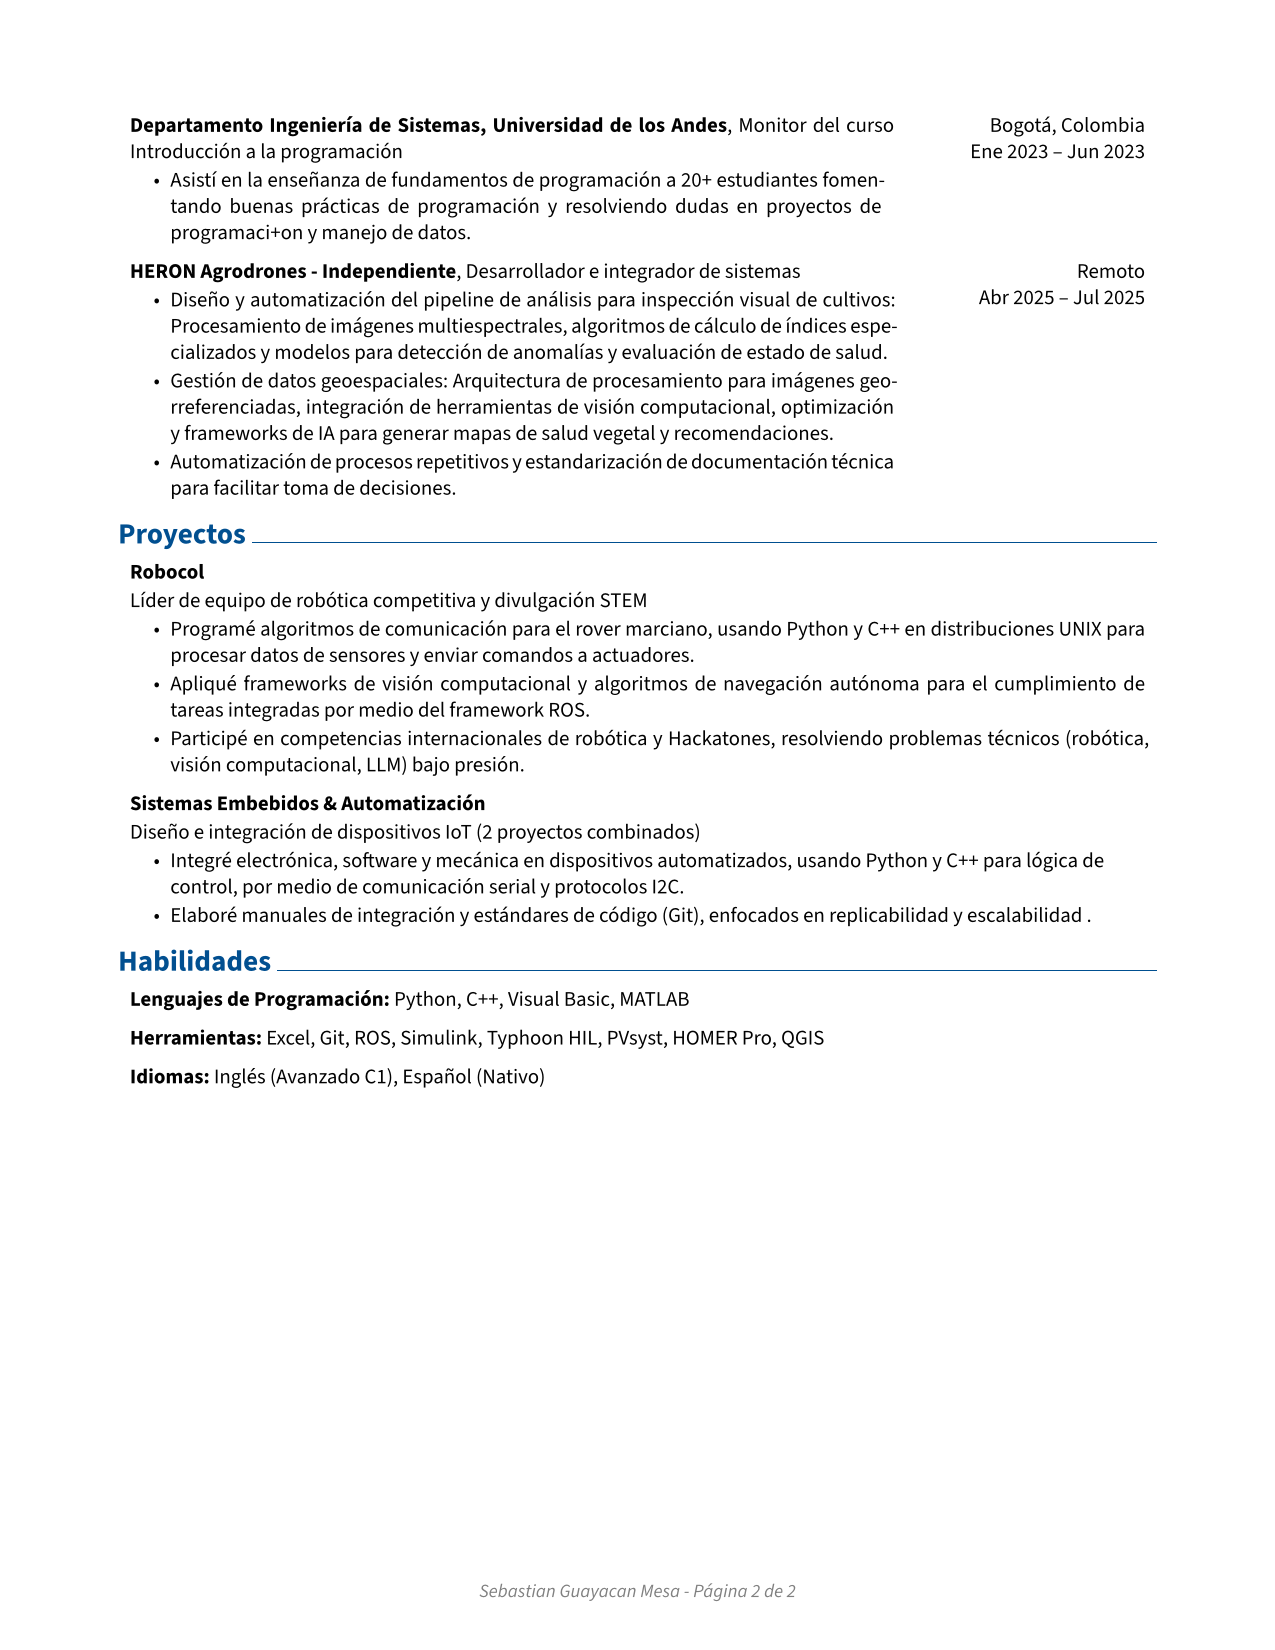 Departamento Ingeniería de Sistemas, Universidad de los Andes, Monitor del curso
Introducción a la programación
Bogotá, Colombia
Ene 2023 – Jun 2023
• Asistí en la enseñanza de fundamentos de programación a 20+ estudiantes fomen-
tando buenas prácticas de programación y resolviendo dudas en proyectos de
programaci+on y manejo de datos.
HERON Agrodrones - Independiente, Desarrollador e integrador de sistemas
Remoto
Abr 2025 – Jul 2025
• Diseño y automatización del pipeline de análisis para inspección visual de cultivos:
Procesamiento de imágenes multiespectrales, algoritmos de cálculo de índices espe-
cializados y modelos para detección de anomalías y evaluación de estado de salud.
• Gestión de datos geoespaciales: Arquitectura de procesamiento para imágenes geo-
rreferenciadas, integración de herramientas de visión computacional, optimización
y frameworks de IA para generar mapas de salud vegetal y recomendaciones.
• Automatización de procesos repetitivos y estandarización de documentación técnica
para facilitar toma de decisiones.
Proyectos
Robocol
Líder de equipo de robótica competitiva y divulgación STEM
• Programé algoritmos de comunicación para el rover marciano, usando Python y C++ en distribuciones UNIX para
procesar datos de sensores y enviar comandos a actuadores.
• Apliqué frameworks de visión computacional y algoritmos de navegación autónoma para el cumplimiento de
tareas integradas por medio del framework ROS.
• Participé en competencias internacionales de robótica y Hackatones, resolviendo problemas técnicos (robótica,
visión computacional, LLM) bajo presión.
Sistemas Embebidos & Automatización
Diseño e integración de dispositivos IoT (2 proyectos combinados)
• Integré electrónica, software y mecánica en dispositivos automatizados, usando Python y C++ para lógica de
control, por medio de comunicación serial y protocolos I2C.
• Elaboré manuales de integración y estándares de código (Git), enfocados en replicabilidad y escalabilidad .
Habilidades
Lenguajes de Programación: Python, C++, Visual Basic, MATLAB
Herramientas: Excel, Git, ROS, Simulink, Typhoon HIL, PVsyst, HOMER Pro, QGIS
Idiomas: Inglés (Avanzado C1), Español (Nativo)
Sebastian Guayacan Mesa - Página 2 de 2